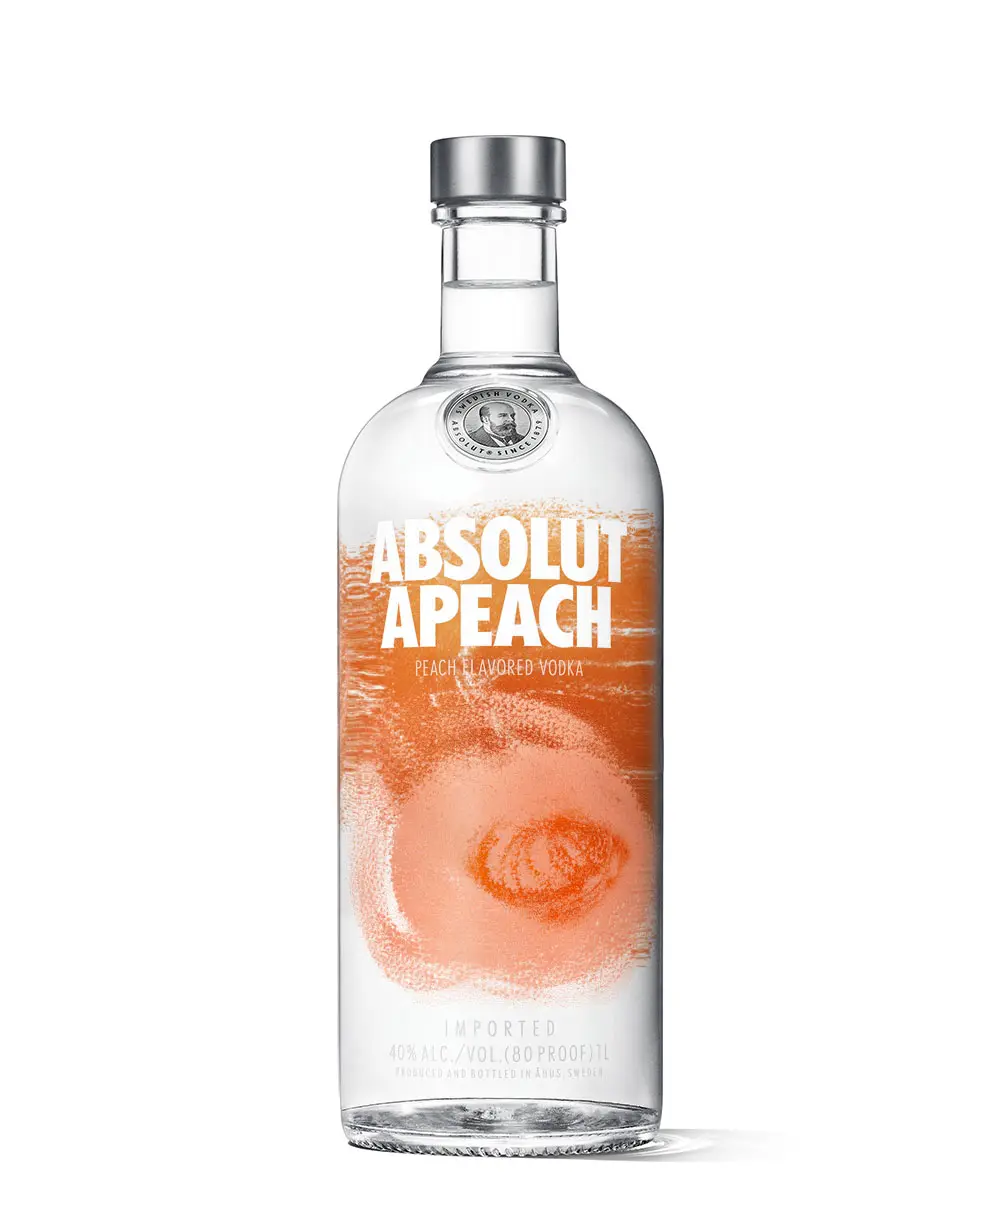 SWEDISH VODKA
ABSOLUT® SINCE 1879
ABSOLUT
APEACH
PEACH FLAVORED VODKA
IMPORTED
40% ALC./VOL.(80 PROOF) 1L
PRODUCED AND BOTTLED IN ÅHUS, SWEDEN